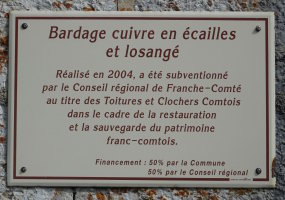 Bardage cuivre en écailles
et losangé
Réalisé en 2004, a été subventionné
par le Conseil régional de Franche-Comté
au titre des Toitures et Clochers Comtois
dans le cadre de la restauration
et la sauvegarde du patrimoine
franc-comtois.
Financement : 50% par la Commune
50% par le Conseil régional